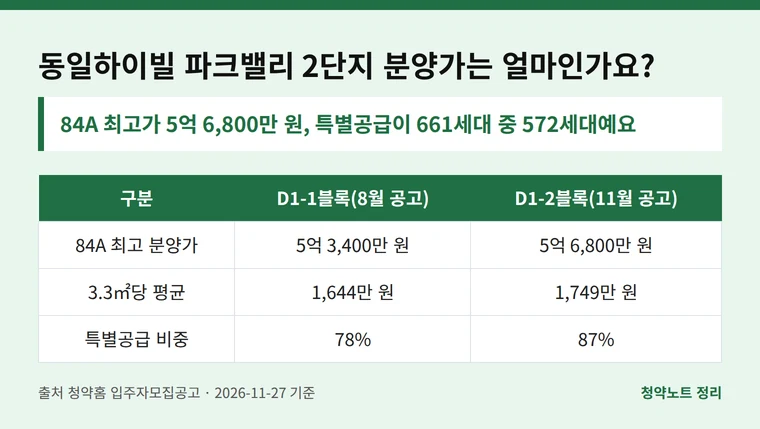 동일하이빌 파크밸리 2단지 분양가는 얼마인가요?
84A 최고가 5억 6,800만 원, 특별공급이 661세대 중 572세대예요
구분 D1-1블록(8월 공고) D1-2블록(11월 공고)
84A 최고 분양가 5억 3,400만 원 5억 6,800만 원
3.3㎡당 평균 1,644만 원 1,749만 원
특별공급 비중 78% 87%
출처 청약홈 입주자모집공고 · 2026-11-27 기준 청약노트 정리